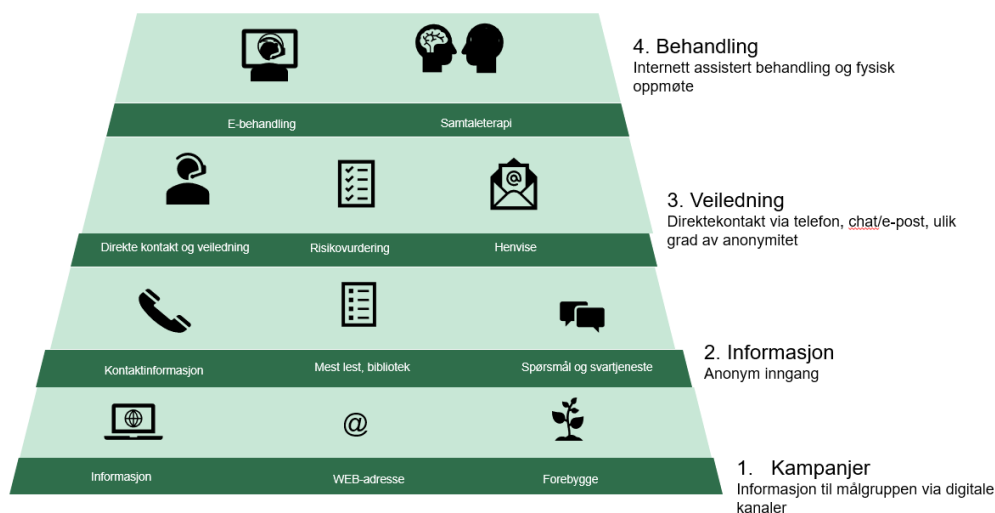 4. Behandling
Internett assistert behandling og fysisk
oppmøte
E-behandling
Samtaleterapi
3. Veiledning
Direktekontakt via telefon, chat/e-post, ulik
grad av anonymitet
@
Direkte kontakt og veiledning
Risikovurdering
Henvise
2. Informasjon
Anonym inngang
Kontaktinformasjon
Mest lest, bibliotek
Spørsmål og svartjeneste
@
1. Kampanjer
Informasjon til målgruppen via digitale
kanaler
Informasjon
WEB-adresse
Forebygge